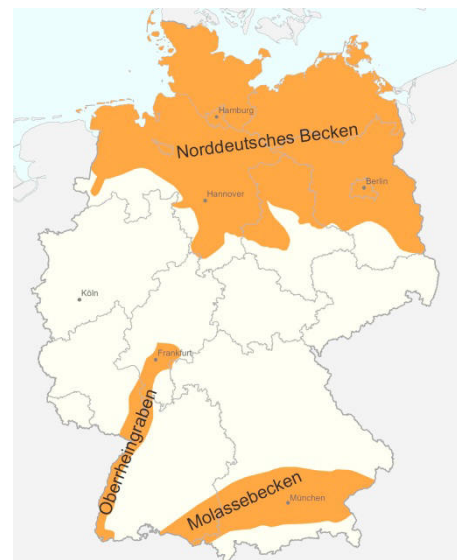 Hamburg
Norddeutsches Becken
Berlin
Hannover
Köln
Frankfurt
Oberrheingraben
Molassebecken
München